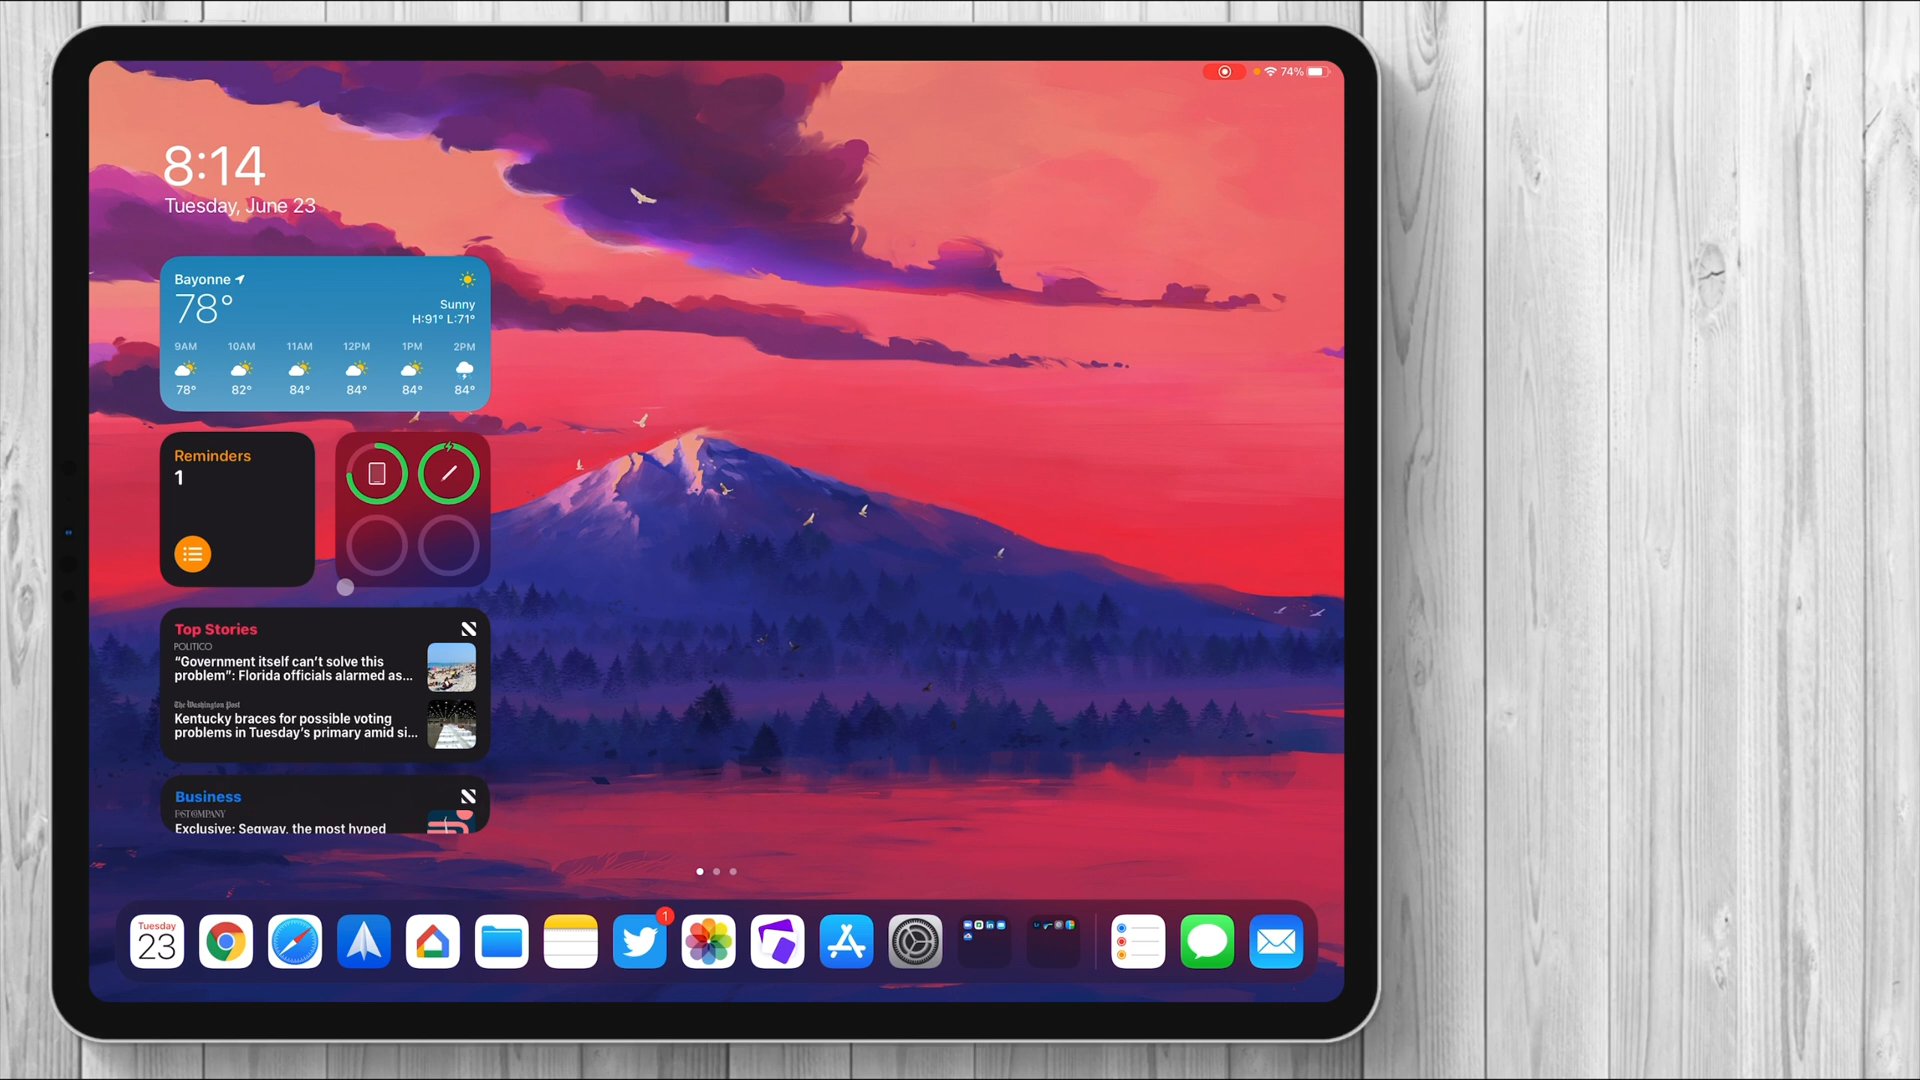 74%
8:14
Tuesday, June 23
Bayonne
78°
Sunny
H:91° L:71°
9AM 10AM 11AM 12PM 1PM 2PM
78° 82° 84° 84° 84° 84°
Reminders
1
Top Stories
POLITICO
“Government itself can’t solve this
problem”: Florida officials alarmed as...
The Washington Post
Kentucky braces for possible voting
problems in Tuesday’s primary amid si...
Business
FAST COMPANY
Exclusive: Segway, the most hyped
Tuesday
23
1